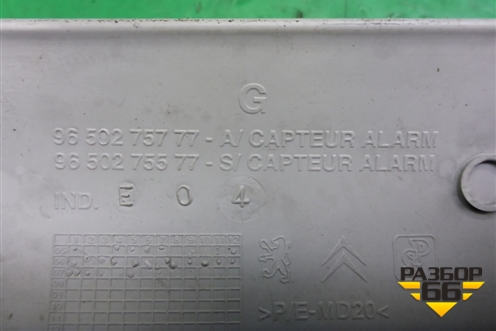 G
96 502 757 77 - A/ CAPTEUR ALARM
96 502 755 77 - S/ CAPTEUR ALARM
IND. E 0 4
>P/E-MD20<
РАЗБОР
66